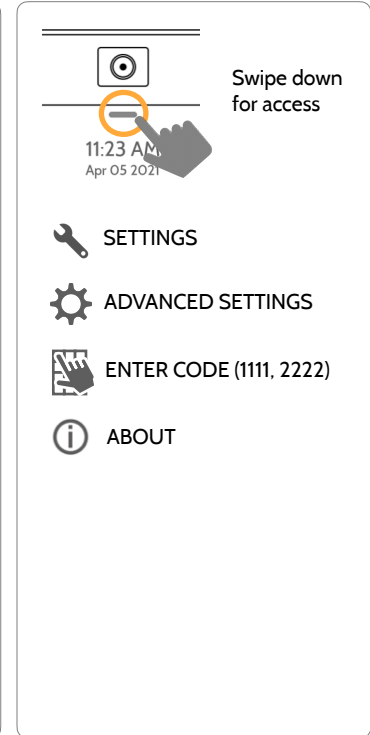 Swipe down
for access
11:23 AM
Apr 05 2021
SETTINGS
ADVANCED SETTINGS
ENTER CODE (1111, 2222)
ABOUT